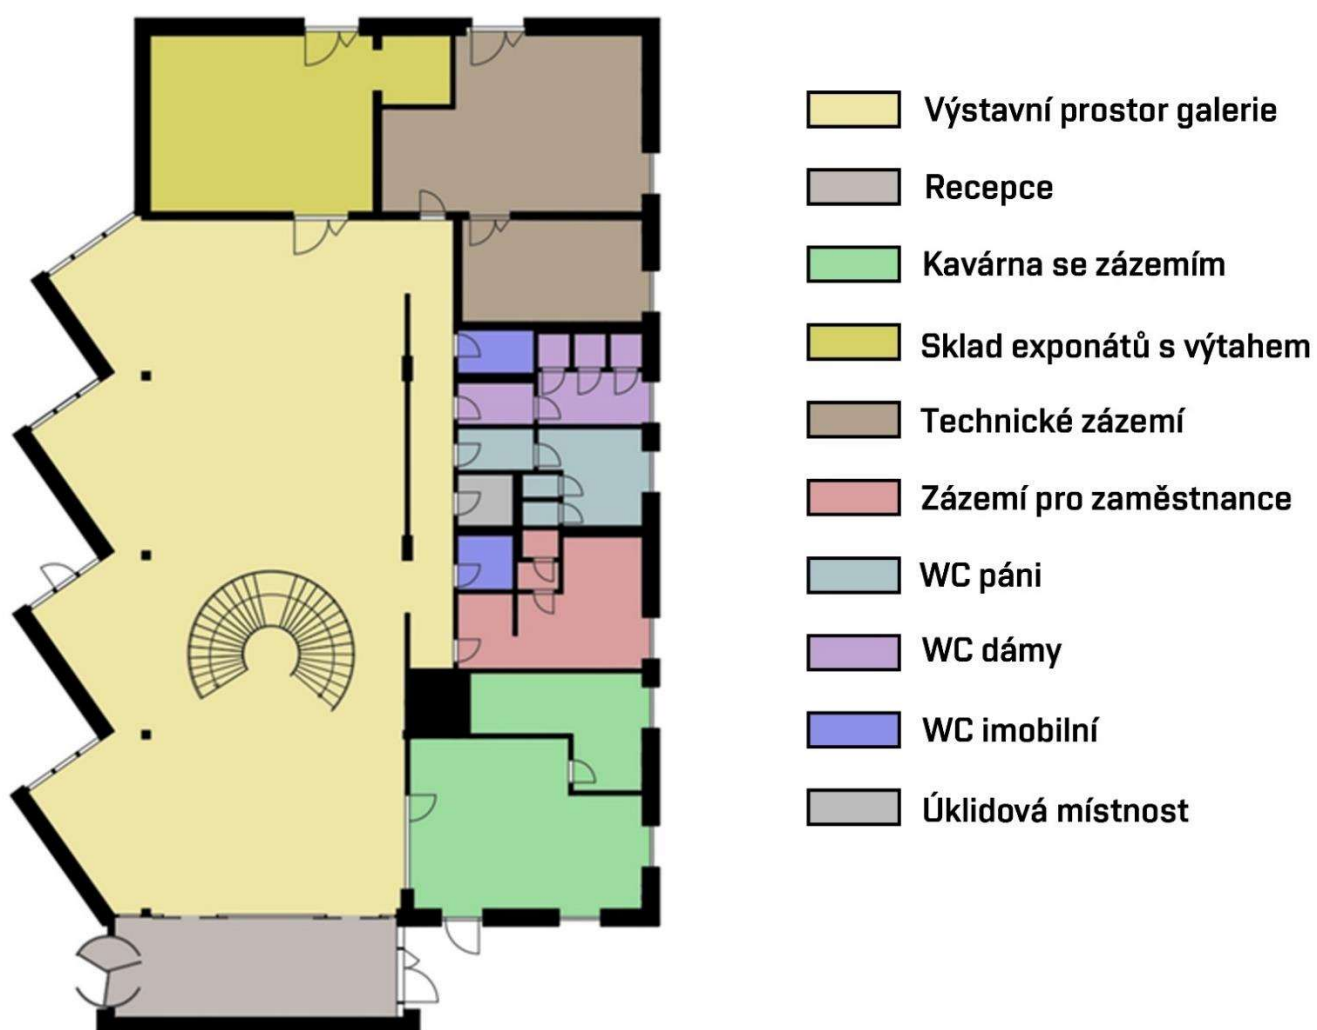 Výstavní prostor galerie
Recepce
Kavárna se zázemím
Sklad exponátů s výtahem
Technické zázemí
Zázemí pro zaměstnance
WC páni
WC dámy
WC imobilní
Úklidová místnost